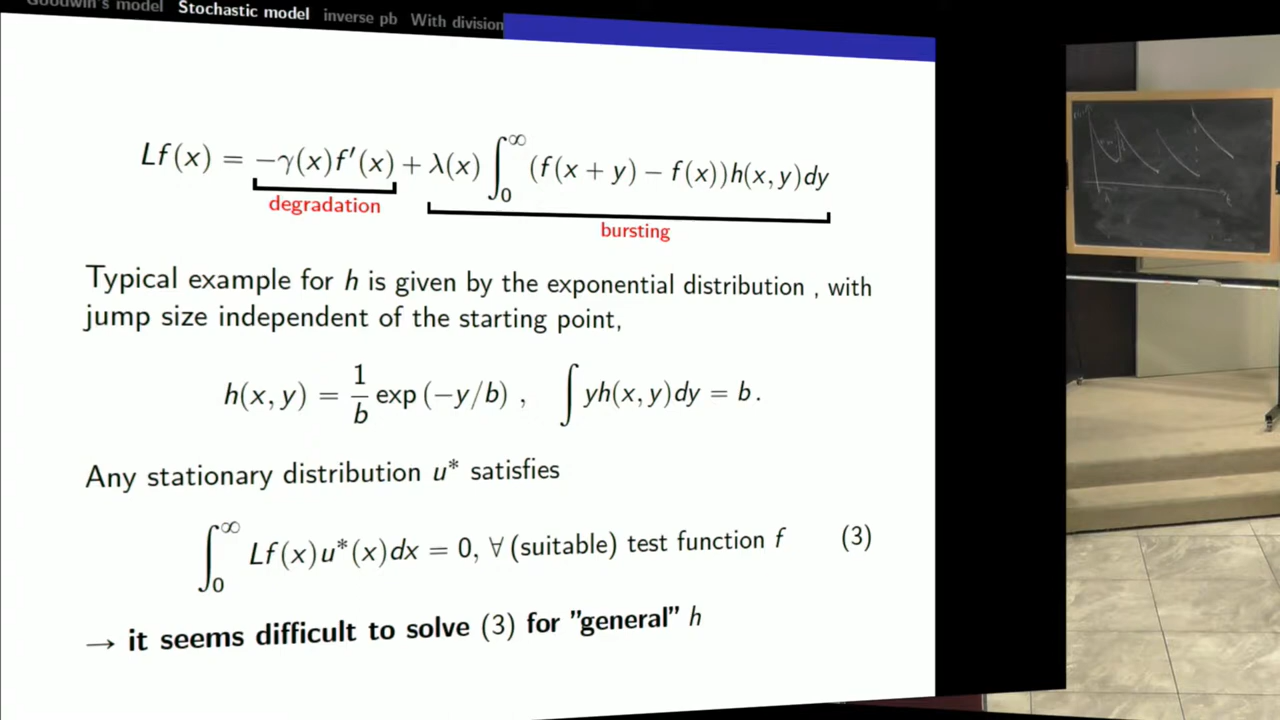 Goodwin's model Stochastic model inverse pb With division
Lf(x) = −γ(x)f′(x) + λ(x) ∫₀^∞ (f(x + y) − f(x))h(x, y)dy
degradation
bursting
Typical example for h is given by the exponential distribution , with
jump size independent of the starting point,
h(x, y) = 1/b exp (−y/b) , ∫ yh(x, y)dy = b.
Any stationary distribution u* satisfies
∫₀^∞ Lf(x)u*(x)dx = 0, ∀ (suitable) test function f (3)
→ it seems difficult to solve (3) for "general" h